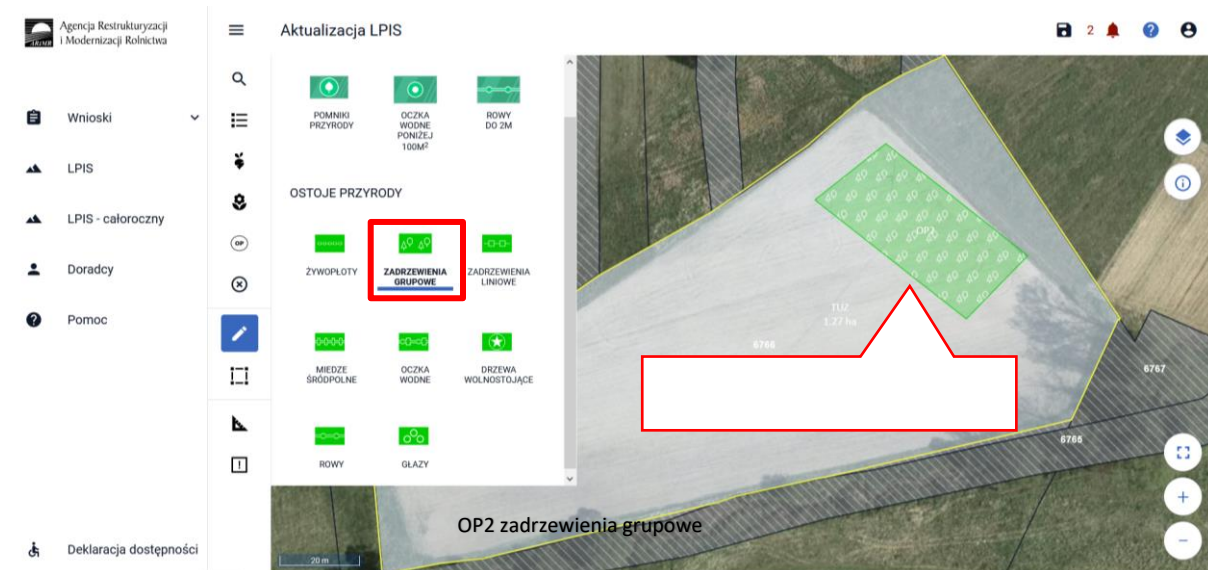 Agencja Restrukturyzacji
i Modernizacji Rolnictwa
ARiMR
Aktualizacja LPIS
2
Wnioski
LPIS
LPIS - całoroczny
Doradcy
Pomoc
Deklaracja dostępności
OP
POMNIKI
PRZYRODY
OCZKA
WODNE
PONIŻEJ
100M²
ROWY
DO 2M
OSTOJE PRZYRODY
ŻYWOPŁOTY
ZADRZEWIENIA
GRUPOWE
ZADRZEWIENIA
LINIOWE
MIEDZE
ŚRÓDPOLNE
OCZKA
WODNE
DRZEWA
WOLNOSTOJĄCE
ROWY
GŁAZY
OP2
TUZ
1.27 ha
6766
6767
6765
OP2 zadrzewienia grupowe
20 m